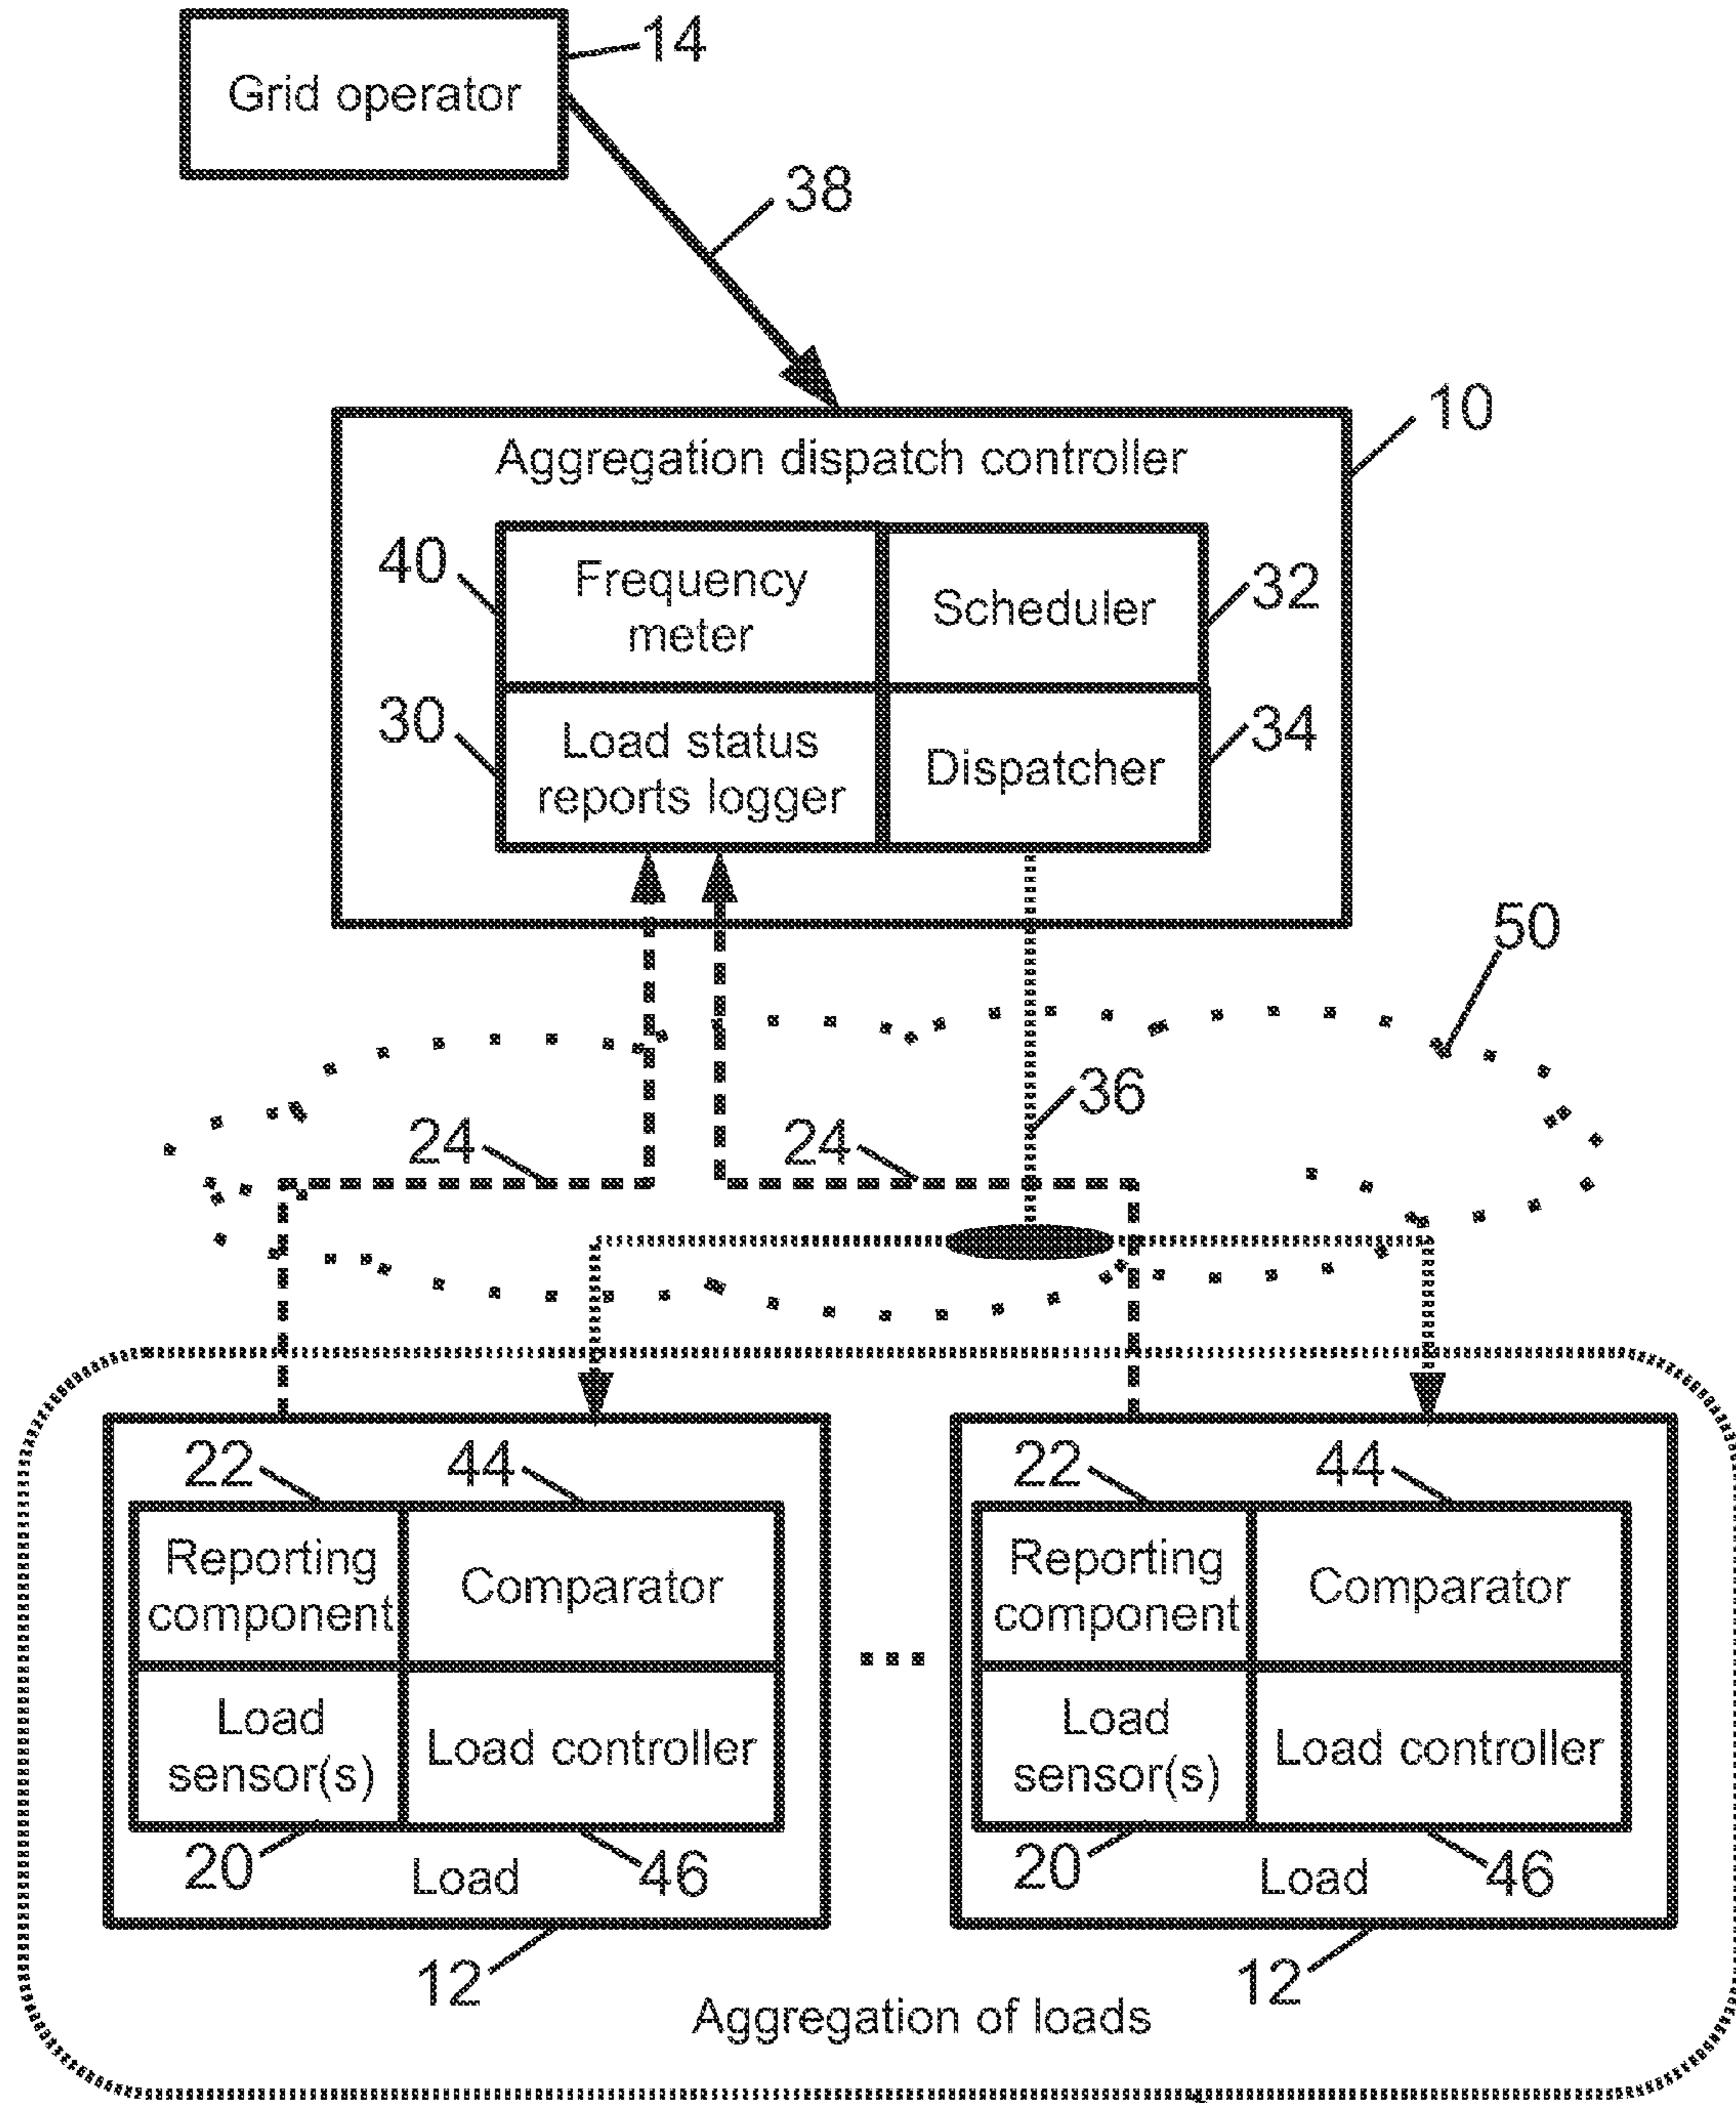 14
Grid operator
38
10
Aggregation dispatch controller
40
Frequency
meter
Scheduler
32
30
Load status
reports logger
Dispatcher
34
50
36
24
24
22
44
22
44
Reporting
component
Comparator
Reporting
component
Comparator
Load
sensor(s)
Load controller
Load
sensor(s)
Load controller
20
Load
46
20
Load
46
12
12
Aggregation of loads